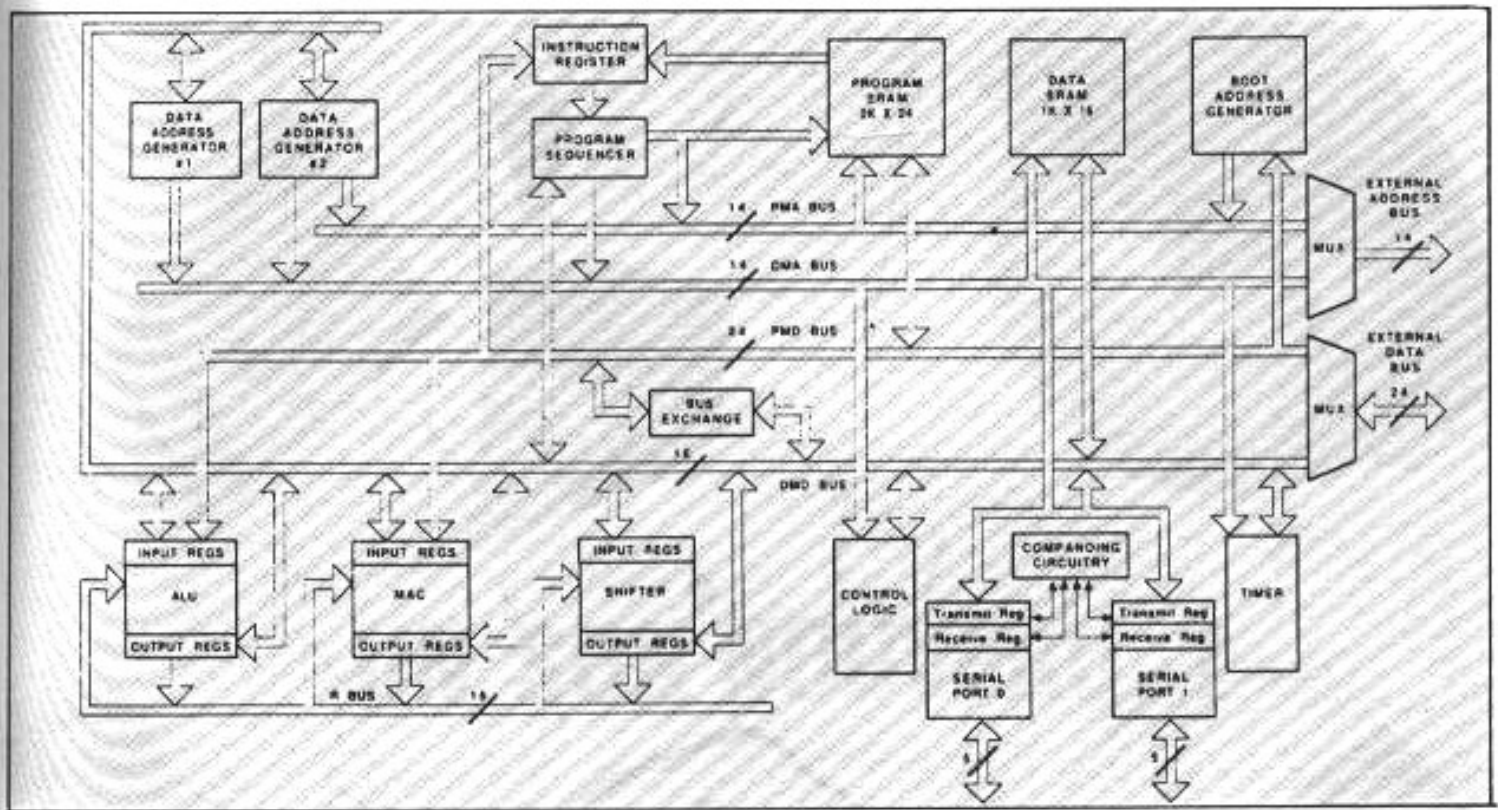 INSTRUCTION
REGISTER
PROGRAM
SRAM
2K X 24
DATA
SRAM
1K X 16
BOOT
ADDRESS
GENERATOR
DATA
ADDRESS
GENERATOR
#1
DATA
ADDRESS
GENERATOR
#2
PROGRAM
SEQUENCER
EXTERNAL
ADDRESS
BUS
14
MUX
14 PMA BUS
14 DMA BUS
24 PMD BUS
EXTERNAL
DATA
BUS
24
MUX
BUS
EXCHANGE
16
DMD BUS
INPUT REGS
ALU
OUTPUT REGS
INPUT REGS
MAC
OUTPUT REGS
INPUT REGS
SHIFTER
OUTPUT REGS
R BUS 16
CONTROL
LOGIC
COMPANDING
CIRCUITRY
Transmit Reg
Receive Reg
SERIAL
PORT 0
5
Transmit Reg
Receive Reg
SERIAL
PORT 1
5
TIMER